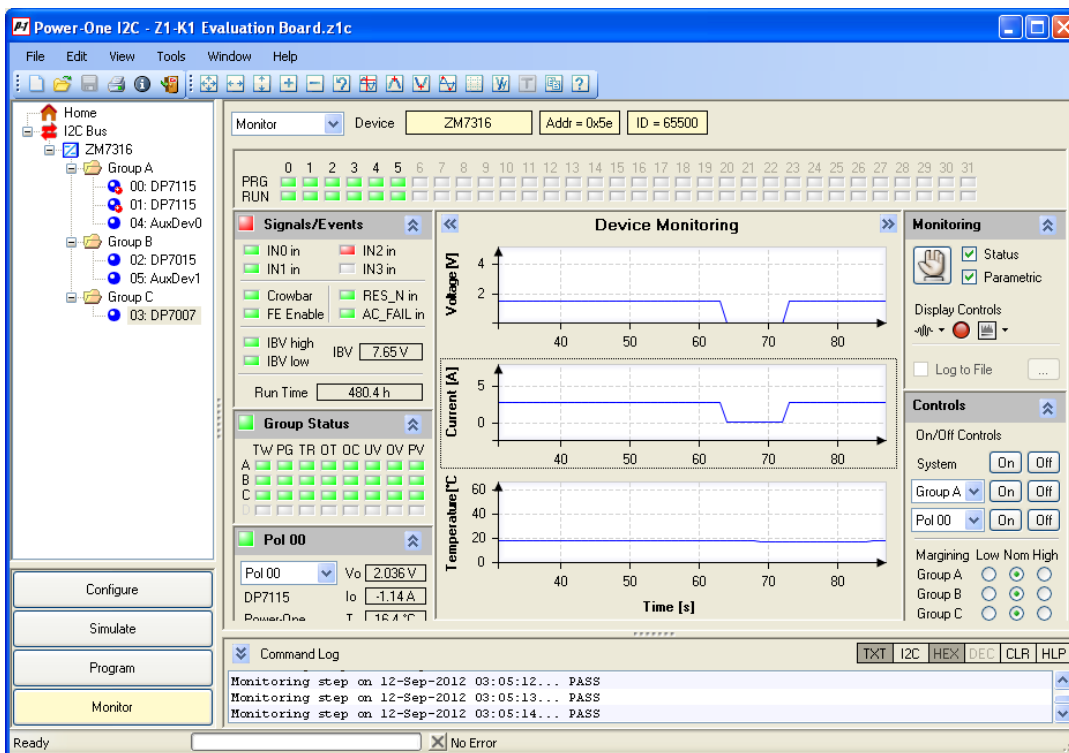 Power-One I2C - Z1-K1 Evaluation Board.z1c
File Edit View Tools Window Help
Home
I2C Bus
ZM7316
Group A
00: DP7115
01: DP7115
04: AuxDev0
Group B
02: DP7015
05: AuxDev1
Group C
03: DP7007
Configure
Simulate
Program
Monitor
Monitor Device ZM7316 Addr = 0x5e ID = 65500
0 1 2 3 4 5 6 7 8 9 10 11 12 13 14 15 16 17 18 19 20 21 22 23 24 25 26 27 28 29 30 31
PRG
RUN
Signals/Events
IN0 in IN2 in
IN1 in IN3 in
Crowbar RES_N in
FE Enable AC_FAIL in
IBV high
IBV low
IBV 7.65 V
Run Time 480.4 h
Group Status
TW PG TR OT OC UV OV PV
A
B
C
D
Pol 00
Pol 00 Vo 2.036 V
DP7115 Io -1.14 A
Power-One T 16.4 °C
Device Monitoring
Voltage [V]
4
2
40 50 60 70 80
Current [A]
5
0
40 50 60 70 80
Temperature [°C
60
40
20
0
40 50 60 70 80
Time [s]
Monitoring
Status
Parametric
Display Controls
Log to File ...
Controls
On/Off Controls
System On Off
Group A On Off
Pol 00 On Off
Margining Low Nom High
Group A
Group B
Group C
Command Log TXT I2C HEX DEC CLR HLP
Monitoring step on 12-Sep-2012 03:05:12... PASS
Monitoring step on 12-Sep-2012 03:05:13... PASS
Monitoring step on 12-Sep-2012 03:05:14... PASS
Ready No Error